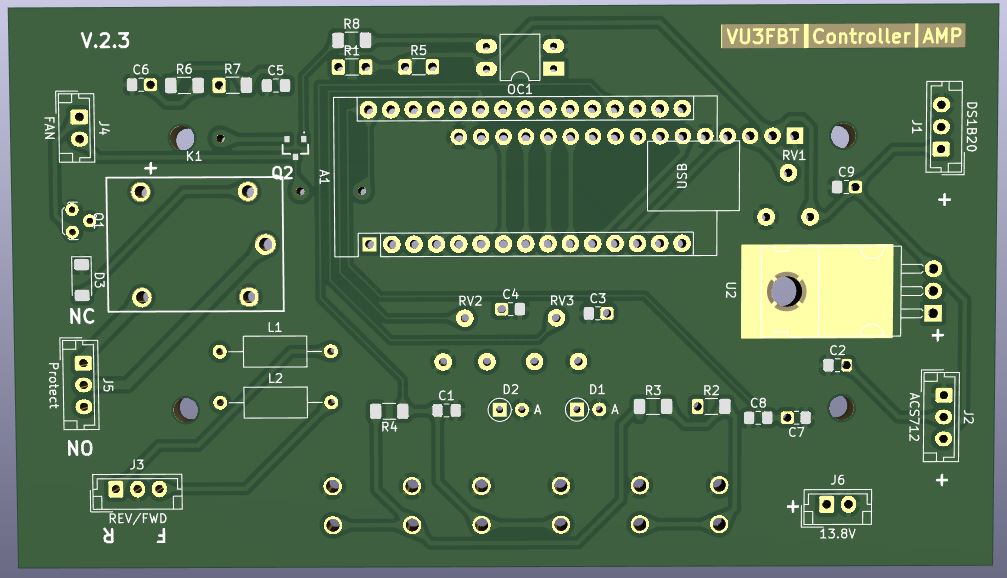 V.2.3
R8
VU3FBT Controller AMP
R1
R5
C6
R6
R7
C5
OC1
J4
FAN
DS1B20
J1
K1
RV1
+
Q2
A1
USB
C9
+
Q1
D3
U2
NC
RV2
C4
RV3
C3
+
L1
J5
Protect
L2
C2
D2
A
D1
A
R3
R2
C1
R4
C8
C7
ACS712
J2
NO
J3
+
REV/FWD
R
F
J6
+
13.8V